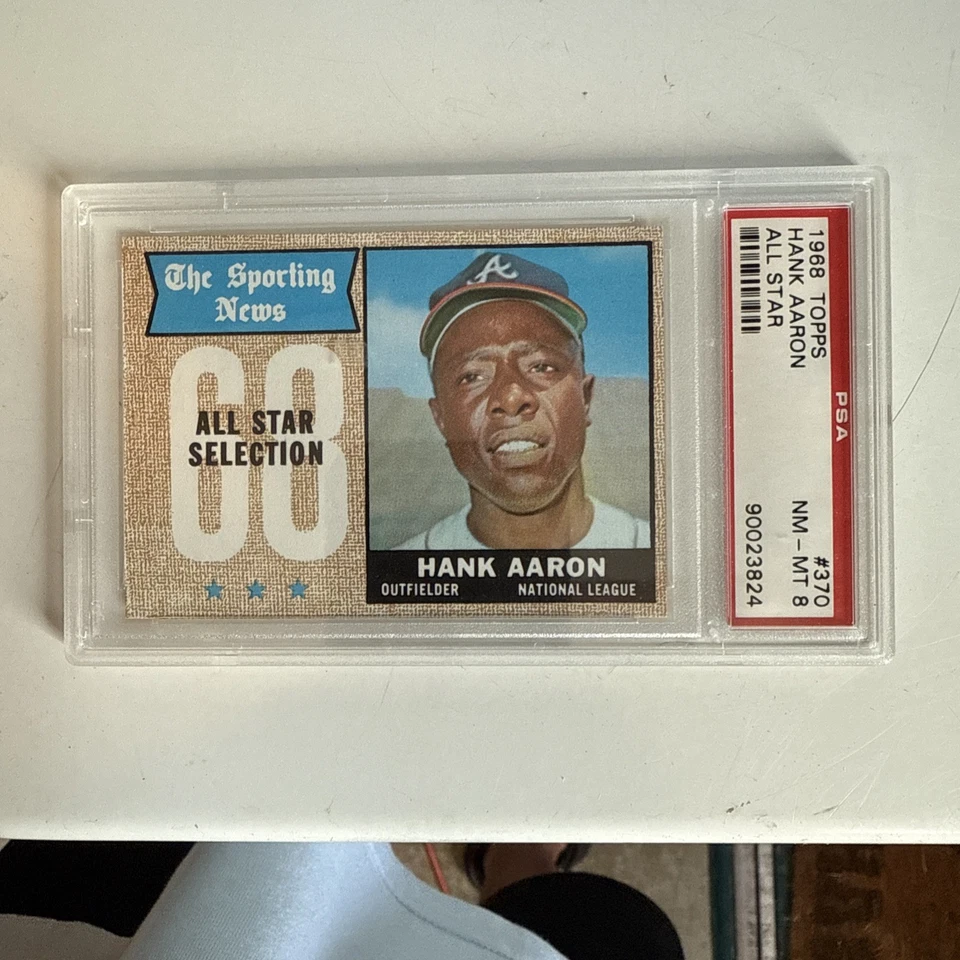 The Sporting
News
68
ALL STAR
SELECTION
A
HANK AARON
OUTFIELDER NATIONAL LEAGUE
PSA
1968 TOPPS #370
HANK AARON NM-MT 8
ALL STAR 90023824